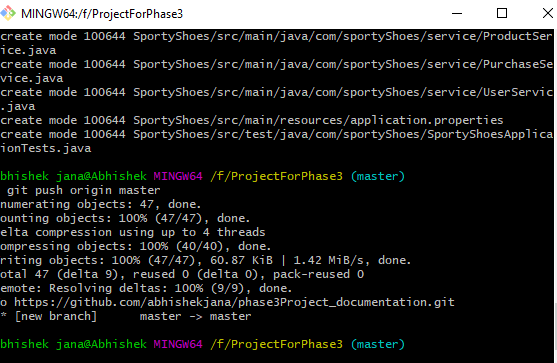 MINGW64:/f/ProjectForPhase3
create mode 100644 SportyShoes/src/main/java/com/sportyShoes/service/ProductSer
ice.java
create mode 100644 SportyShoes/src/main/java/com/sportyShoes/service/PurchaseSe
vice.java
create mode 100644 SportyShoes/src/main/java/com/sportyShoes/service/UserServic
.java
create mode 100644 SportyShoes/src/main/resources/application.properties
create mode 100644 SportyShoes/src/test/java/com/sportyShoes/SportyShoesApplica
ionTests.java
bhishek jana@Abhishek MINGW64 /f/ProjectForPhase3 (master)
git push origin master
numerating objects: 47, done.
ounting objects: 100% (47/47), done.
elta compression using up to 4 threads
ompressing objects: 100% (40/40), done.
riting objects: 100% (47/47), 60.87 KiB | 1.42 MiB/s, done.
otal 47 (delta 9), reused 0 (delta 0), pack-reused 0
emote: Resolving deltas: 100% (9/9), done.
o https://github.com/abhishekjana/phase3Project_documentation.git
* [new branch]      master -> master
bhishek jana@Abhishek MINGW64 /f/ProjectForPhase3 (master)